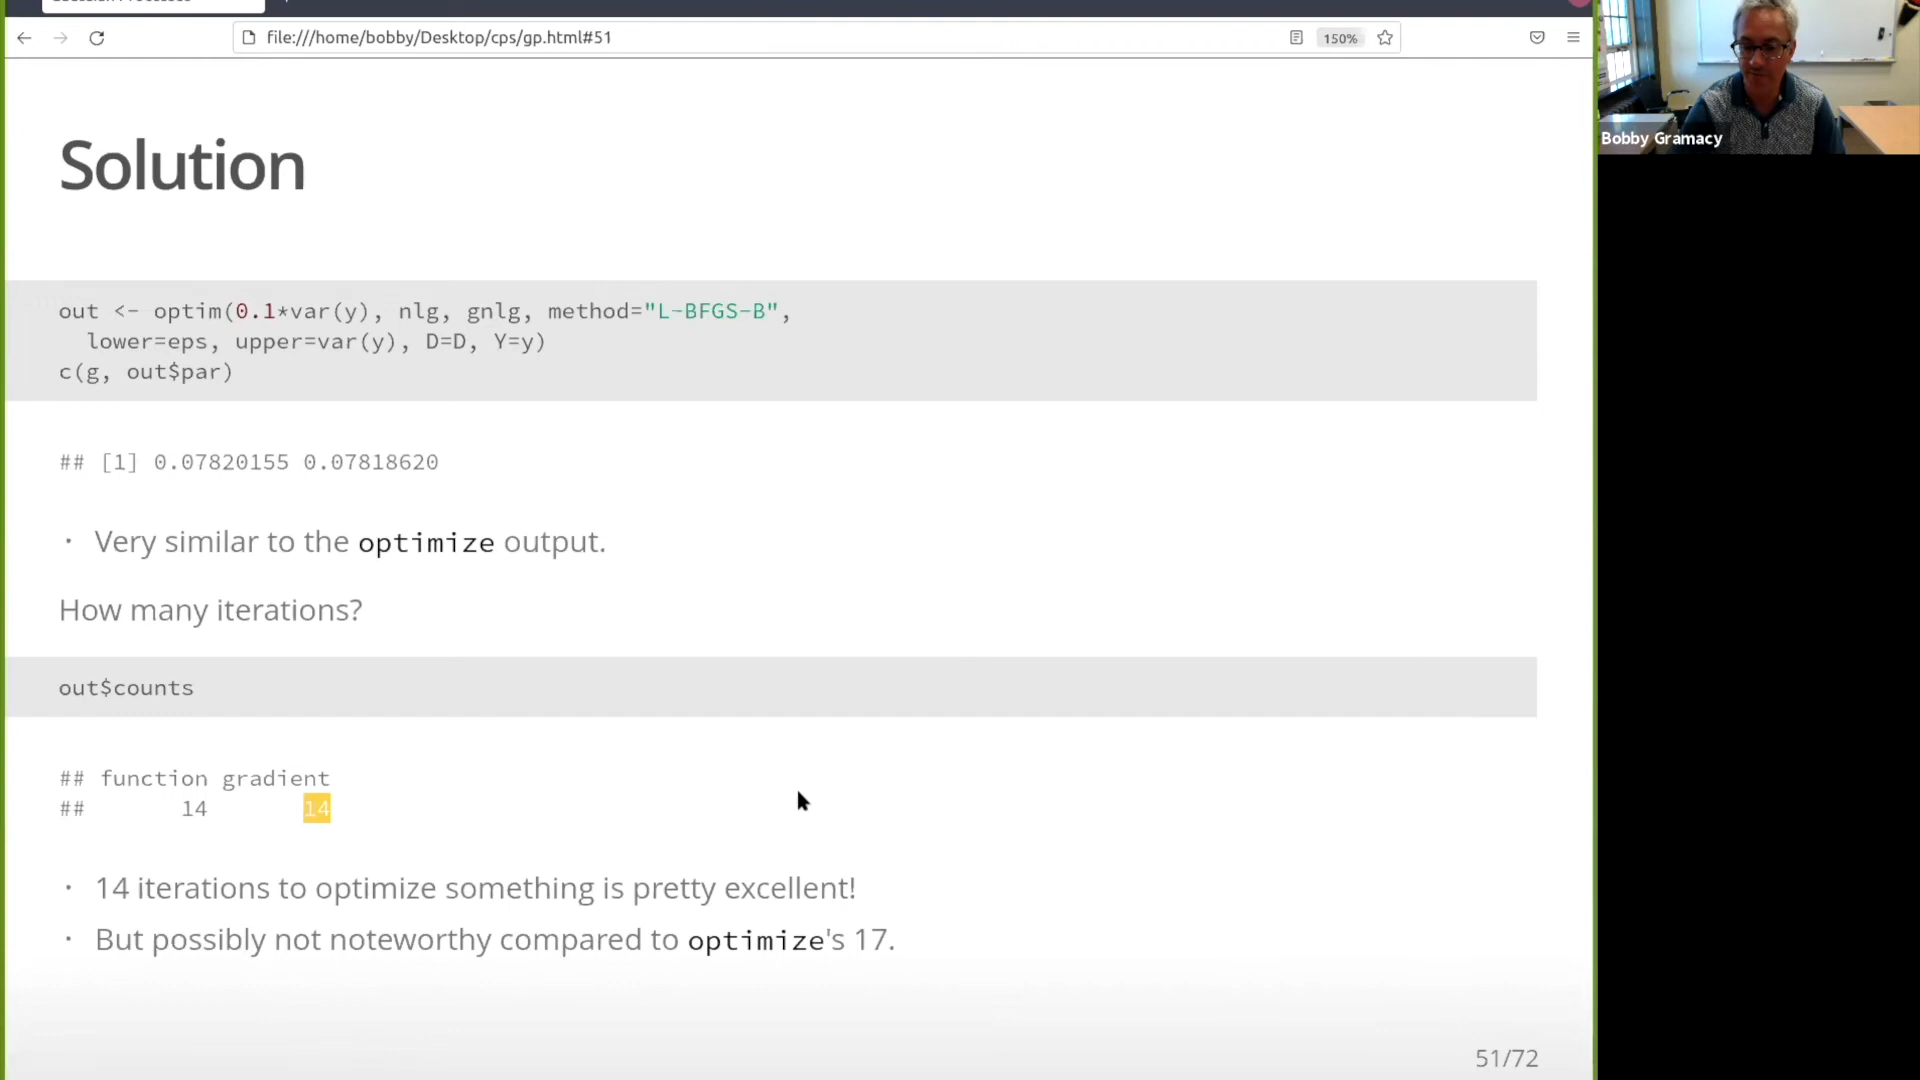 file:///home/bobby/Desktop/cps/gp.html#51
150%
Bobby Gramacy
Solution
out <- optim(0.1*var(y), nlg, gnlg, method="L-BFGS-B",
lower=eps, upper=var(y), D=D, Y=y)
c(g, out$par)
## [1] 0.07820155 0.07818620
· Very similar to the optimize output.
How many iterations?
out$counts
## function gradient
## 14 14
· 14 iterations to optimize something is pretty excellent!
· But possibly not noteworthy compared to optimize's 17.
51/72